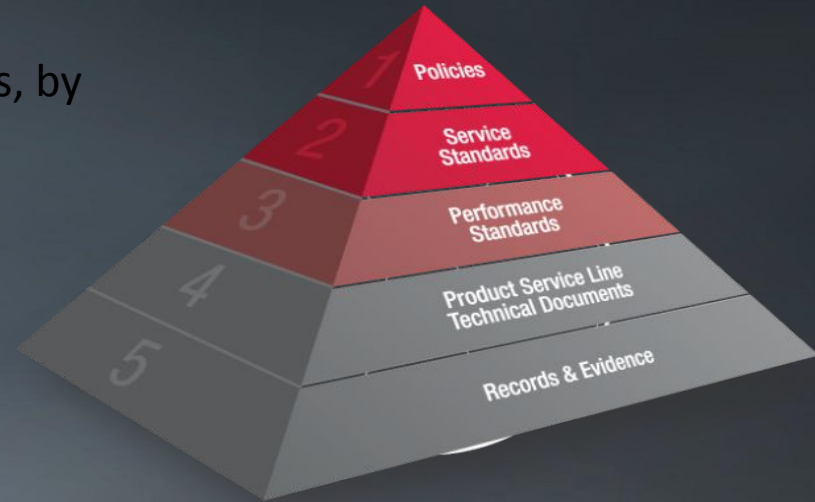 s, by
1
Policies
2
Service
Standards
3
Performance
Standards
4
Product Service Line
Technical Documents
5
Records & Evidence